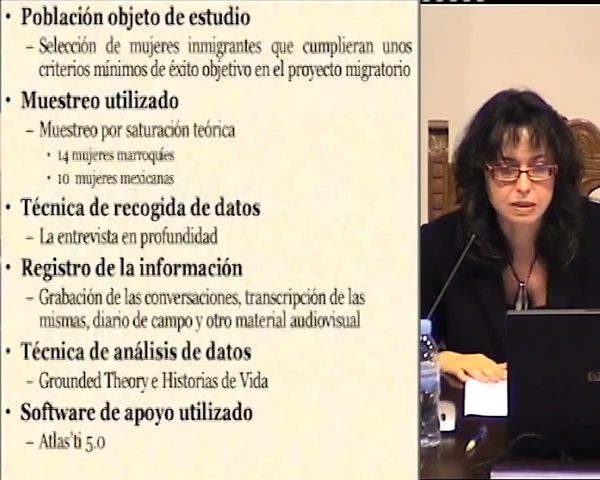 • Población objeto de estudio
– Selección de mujeres inmigrantes que cumplieran unos
criterios mínimos de éxito objetivo en el proyecto migratorio
• Muestreo utilizado
– Muestreo por saturación teórica
• 14 mujeres marroquíes
• 10 mujeres mexicanas
• Técnica de recogida de datos
– La entrevista en profundidad
• Registro de la información
– Grabación de las conversaciones, transcripción de las
mismas, diario de campo y otro material audiovisual
• Técnica de análisis de datos
– Grounded Theory e Historias de Vida
• Software de apoyo utilizado
– Atlas'ti 5.0
hp